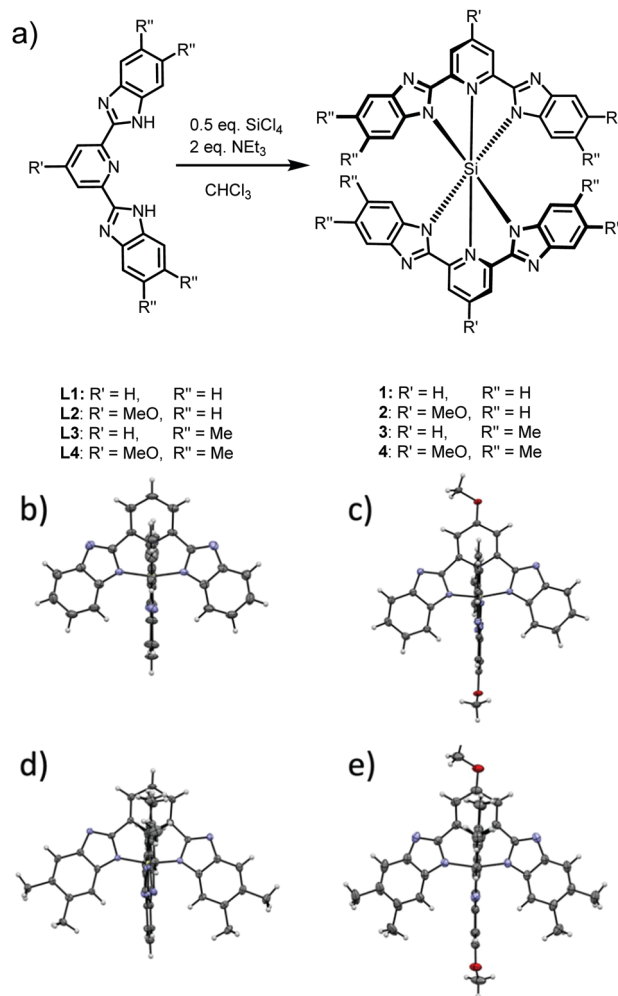 a)
R''
R''
N
NH
R'
N
NH
N
R''
R''
0.5 eq. SiCl4
2 eq. NEt3
CHCl3
R'
N
N
N
N
N
R''
R''
R
R''
Si
R''
R''
R''
R
N
N
N
N
N
R'
L1: R' = H, R'' = H
L2: R' = MeO, R'' = H
L3: R' = H, R'' = Me
L4: R' = MeO, R'' = Me
1: R' = H, R'' = H
2: R' = MeO, R'' = H
3: R' = H, R'' = Me
4: R' = MeO, R'' = Me
b)
c)
d)
e)